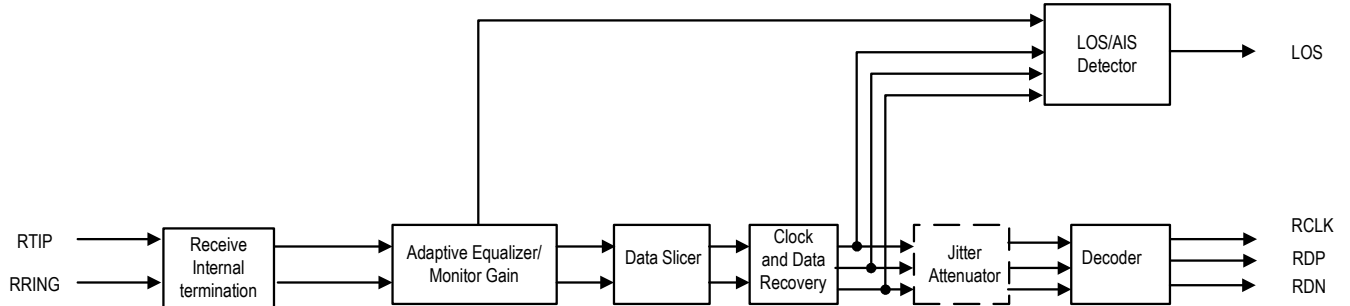 LOS/AIS
Detector
LOS
RTIP
RRING
Receive
Internal
termination
Adaptive Equalizer/
Monitor Gain
Data Slicer
Clock
and Data
Recovery
Jitter
Attenuator
Decoder
RCLK
RDP
RDN